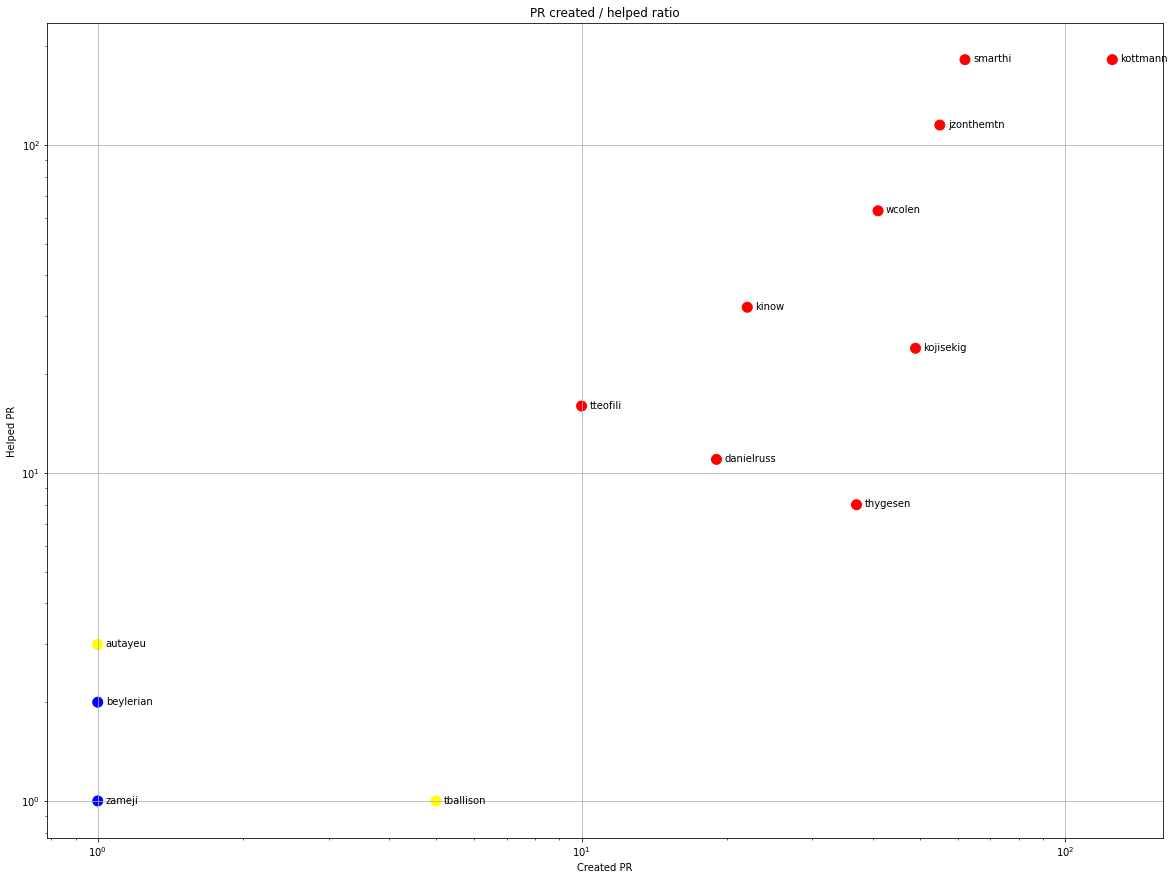 PR created / helped ratio
smarthi
kottmann
jzonthemtn
10²
wcolen
kinow
kojisekig
tteofili
Helped PR
danielruss
10¹
thygesen
autayeu
beylerian
10⁰
zameji
tballison
10⁰
10¹
10²
Created PR